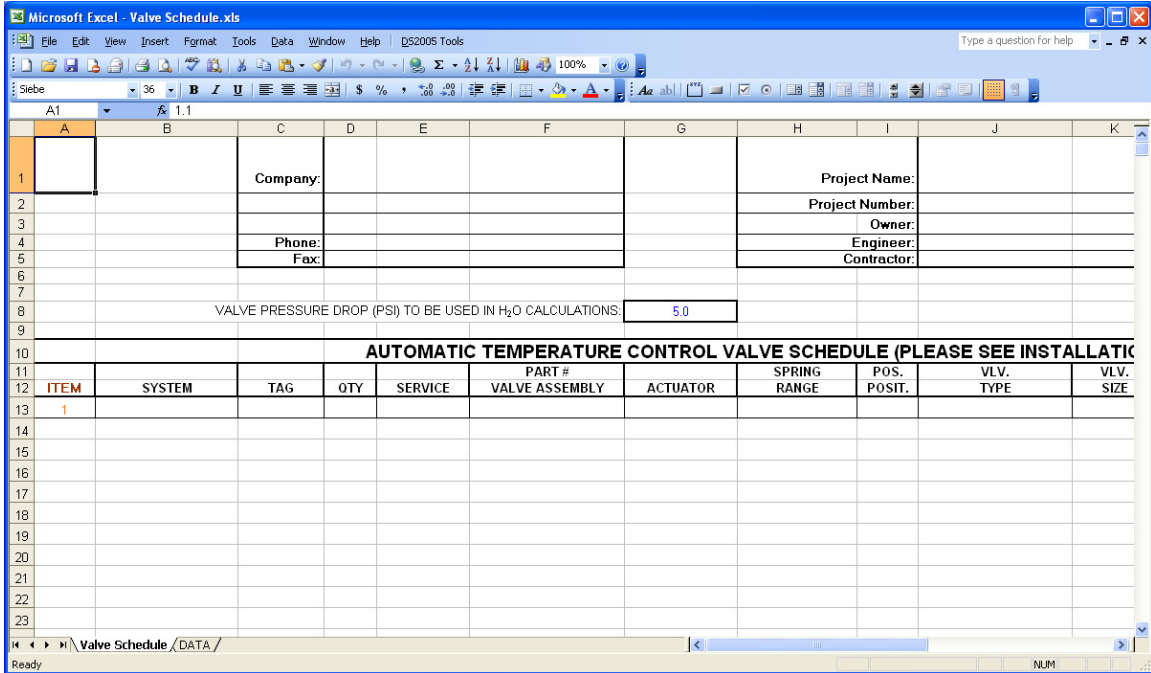 Microsoft Excel - Valve Schedule.xls
File Edit View Insert Format Tools Data Window Help DS2005 Tools Type a question for help
100%
Siebe 36 B I U $ % , Aa ab|
A1 fx 1.1
A B C D E F G H I J K
1 Company: Project Name:
2 Project Number:
3 Owner:
4 Phone: Engineer:
5 Fax: Contractor:
6
7
8 VALVE PRESSURE DROP (PSI) TO BE USED IN H₂O CALCULATIONS: 5.0
9
10 AUTOMATIC TEMPERATURE CONTROL VALVE SCHEDULE (PLEASE SEE INSTALLATIO
11 PART # SPRING POS. VLV. VLV.
12 ITEM SYSTEM TAG QTY SERVICE VALVE ASSEMBLY ACTUATOR RANGE POSIT. TYPE SIZE
13 1
14
15
16
17
18
19
20
21
22
23
Valve Schedule DATA
Ready NUM